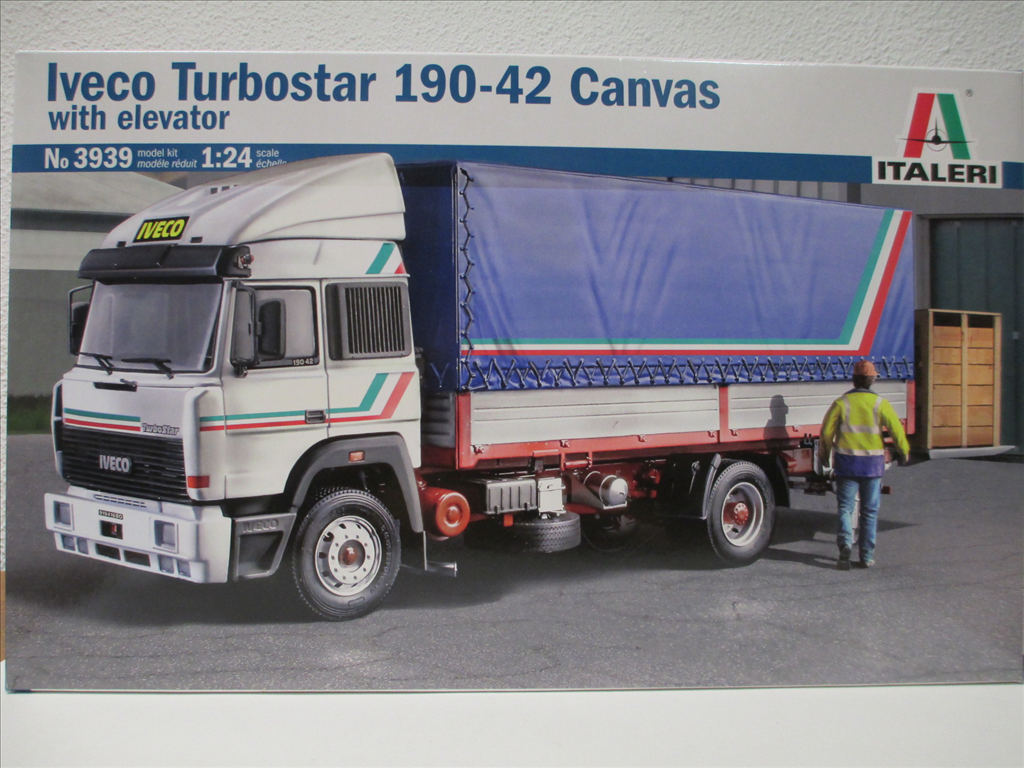 Iveco Turbostar 190-42 Canvas
with elevator
No 3939 model kit modèle réduit 1:24 scale échelle
ITALERI
®
IVECO
190 42
TurboStar
IVECO
IVECO